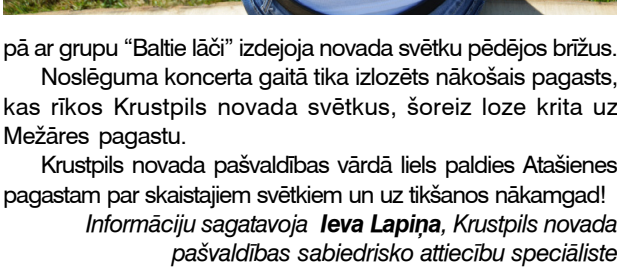 pā ar grupu “Baltie lāči” izdejoja novada svētku pēdējos brīžus.
Noslēguma koncerta gaitā tika izlozēts nākošais pagasts,
kas rīkos Krustpils novada svētkus, šoreiz loze krita uz
Mežāres pagastu.
Krustpils novada pašvaldības vārdā liels paldies Atašienes
pagastam par skaistajiem svētkiem un uz tikšanos nākamgad!
Informāciju sagatavoja Ieva Lapiņa, Krustpils novada
pašvaldības sabiedrisko attiecību speciāliste